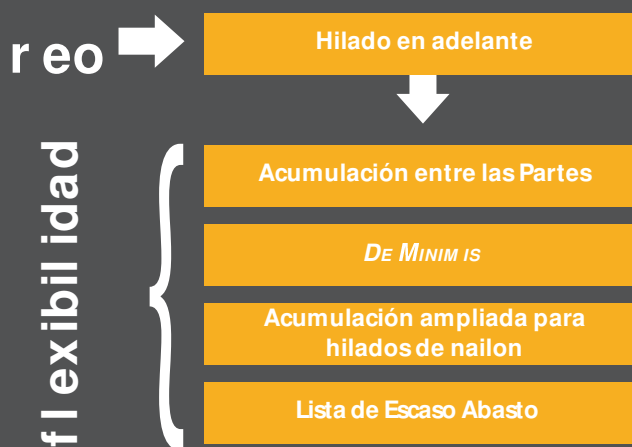 reo
Hilado en adelante
flexibilidad
Acumulación entre las Partes
DE MINIMIS
Acumulación ampliada para
hilados de nailon
Lista de Escaso Abasto